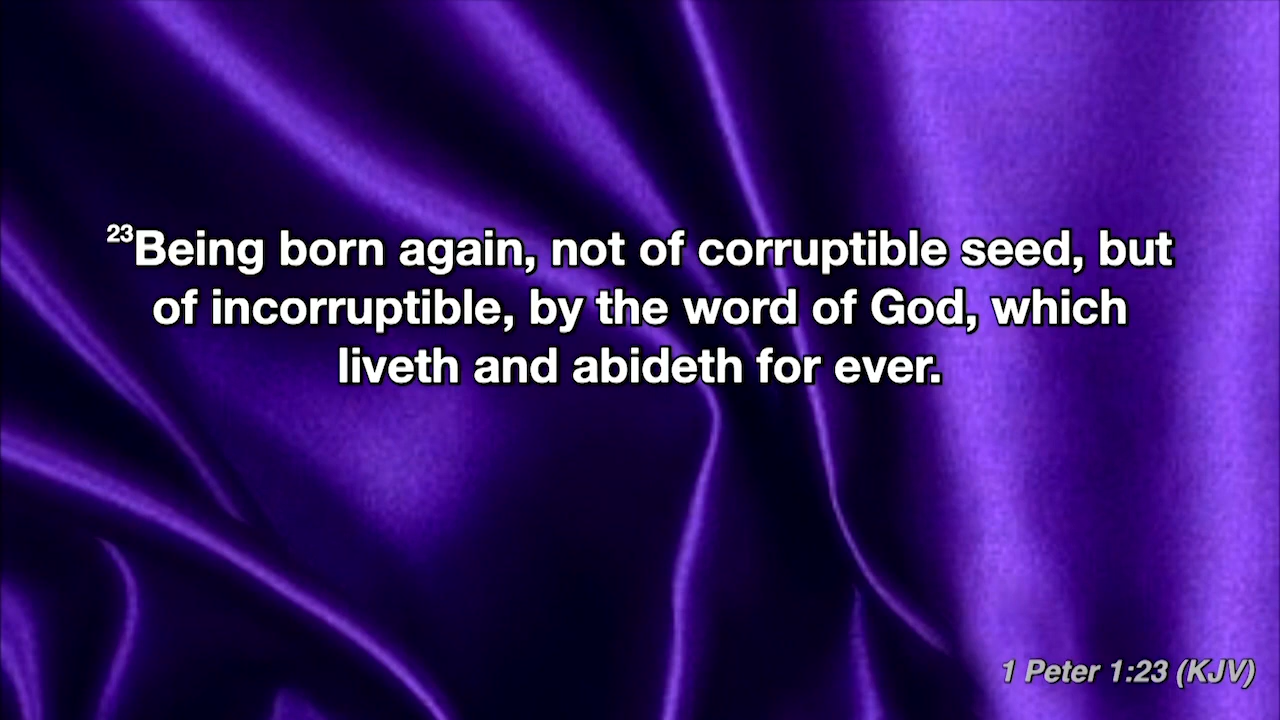 23Being born again, not of corruptible seed, but
of incorruptible, by the word of God, which
liveth and abideth for ever.
1 Peter 1:23 (KJV)